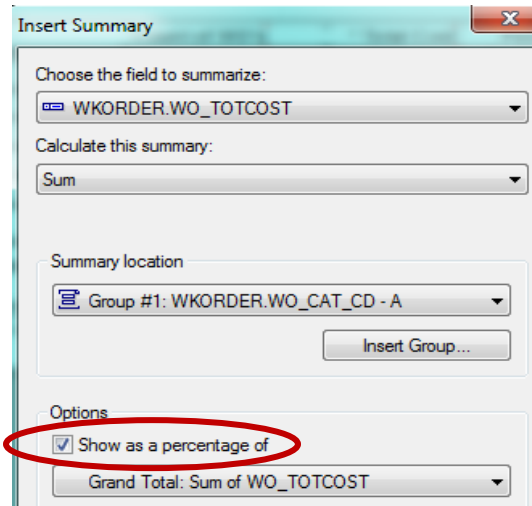 Insert Summary
Choose the field to summarize:
WKORDER.WO_TOTCOST
Calculate this summary:
Sum
Summary location
Group #1: WKORDER.WO_CAT_CD - A
Insert Group...
Options
Show as a percentage of
Grand Total: Sum of WO_TOTCOST